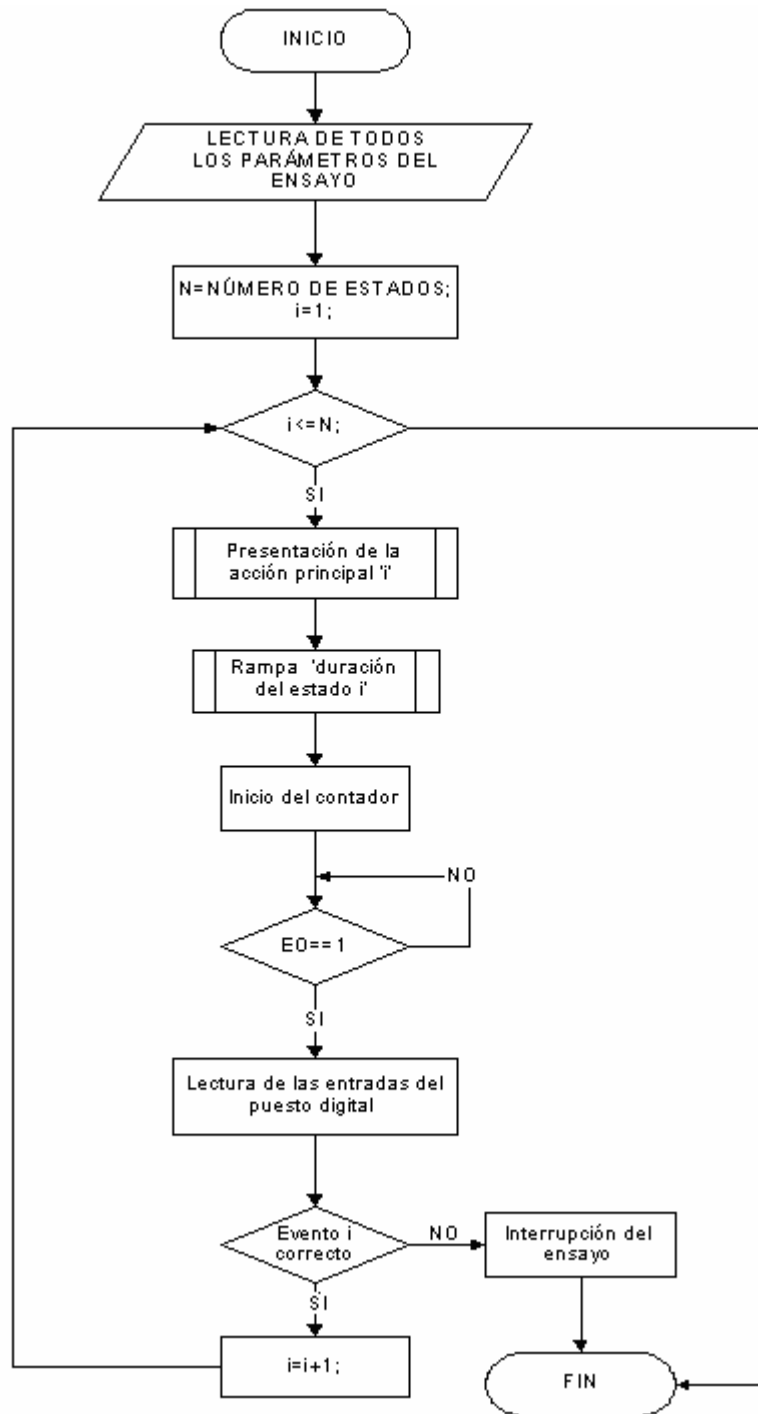 INICIO
LECTURA DE TODOS
LOS PARÁMETROS DEL
ENSAYO
N=NÚMERO DE ESTADOS;
i=1;
i<=N;
SI
Presentación de la
acción principal 'i'
Rampa 'duración
del estado i'
Inicio del contador
NO
E0==1
SI
Lectura de las entradas del
puesto digital
Evento i
correcto
NO
Interrupción del
ensayo
SI
i=i+1;
FIN